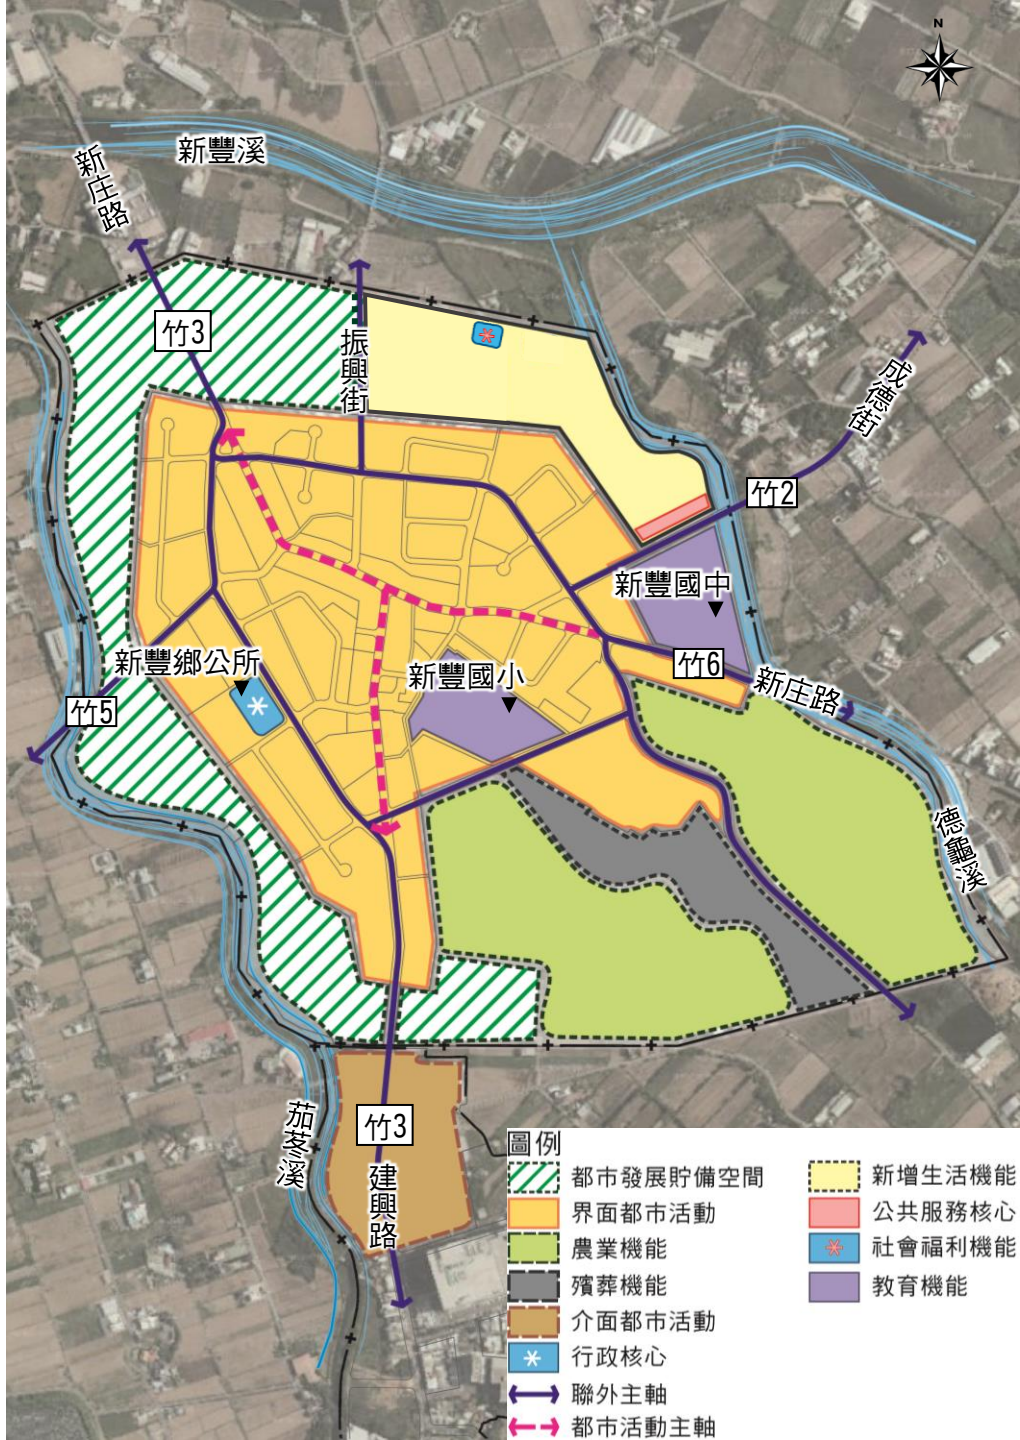 N
新豐溪
新庄路
竹3
振興街
成德街
竹2
新豐國中
新豐鄉公所
新豐國小
竹6
新庄路
竹5
德龜溪
茄苳溪
竹3
建興路
圖例
都市發展貯備空間
界面都市活動
農業機能
殯葬機能
介面都市活動
行政核心
聯外主軸
都市活動主軸
新增生活機能
公共服務核心
社會福利機能
教育機能